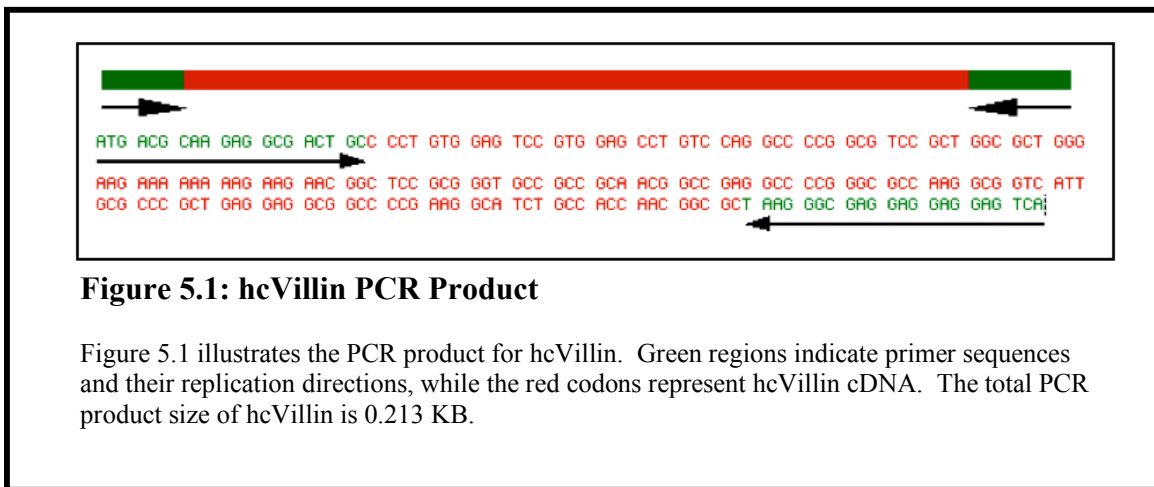 ATG ACG CAA GAG GCG ACT GCC CCT GTG GAG TCC GTG GAG CCT GTC CAG GCC CCG GCG TCC GCT GGC GCT GGG
AAG AAA AAA AAG AAG AAC GGC TCC GCG GGT GCC GCC GCA ACG GCC GAG GCC CCG GGC GCC AAG GCG GTC ATT
GCG CCC GCT GAG GAG GCG GCC CCG AAG GCA TCT GCC ACC AAC GGC GCT AAG GGC GAG GAG GAG GAG TCA
Figure 5.1: hcVillin PCR Product
Figure 5.1 illustrates the PCR product for hcVillin. Green regions indicate primer sequences
and their replication directions, while the red codons represent hcVillin cDNA. The total PCR
product size of hcVillin is 0.213 KB.